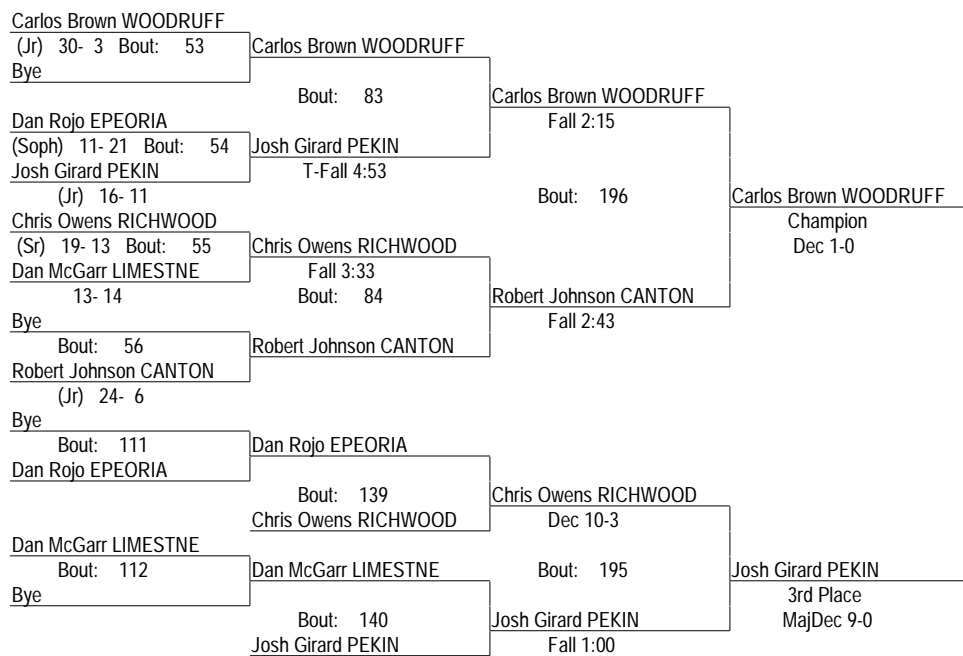 Carlos Brown WOODRUFF
(Jr) 30- 3 Bout: 53 Carlos Brown WOODRUFF
Bye
Bout: 83 Carlos Brown WOODRUFF
Dan Rojo EPEORIA Fall 2:15
(Soph) 11- 21 Bout: 54 Josh Girard PEKIN
Josh Girard PEKIN T-Fall 4:53
(Jr) 16- 11 Bout: 196 Carlos Brown WOODRUFF
Chris Owens RICHWOOD Champion
(Sr) 19- 13 Bout: 55 Chris Owens RICHWOOD Dec 1-0
Dan McGarr LIMESTNE Fall 3:33
13- 14 Bout: 84 Robert Johnson CANTON
Bye Fall 2:43
Bout: 56 Robert Johnson CANTON
Robert Johnson CANTON
(Jr) 24- 6
Bye
Bout: 111 Dan Rojo EPEORIA
Dan Rojo EPEORIA
Bout: 139 Chris Owens RICHWOOD
Chris Owens RICHWOOD Dec 10-3
Dan McGarr LIMESTNE
Bout: 112 Dan McGarr LIMESTNE Bout: 195 Josh Girard PEKIN
Bye 3rd Place
Bout: 140 Josh Girard PEKIN MajDec 9-0
Josh Girard PEKIN Fall 1:00